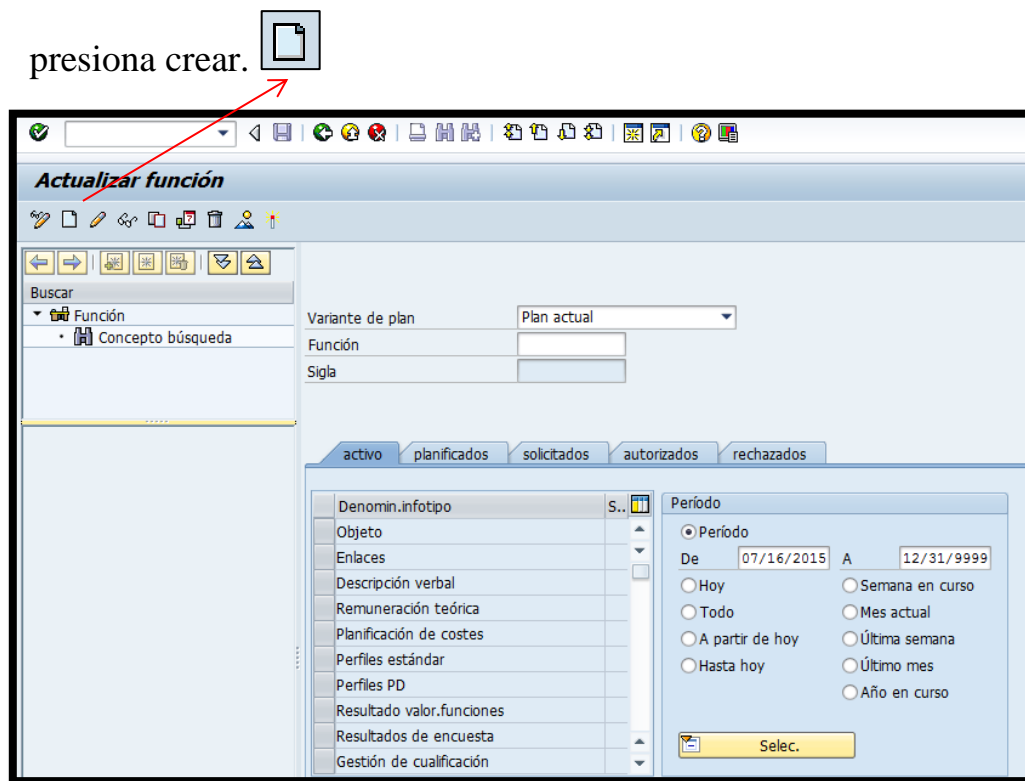 presiona crear.
Actualizar función
Buscar
Función
Concepto búsqueda
Variante de plan Plan actual
Función
Sigla
activo planificados solicitados autorizados rechazados
Denomin.infotipo S..
Objeto
Enlaces
Descripción verbal
Remuneración teórica
Planificación de costes
Perfiles estándar
Perfiles PD
Resultado valor.funciones
Resultados de encuesta
Gestión de cualificación
Período
Período
De 07/16/2015 A 12/31/9999
Hoy Semana en curso
Todo Mes actual
A partir de hoy Última semana
Hasta hoy Último mes
Año en curso
Selec.